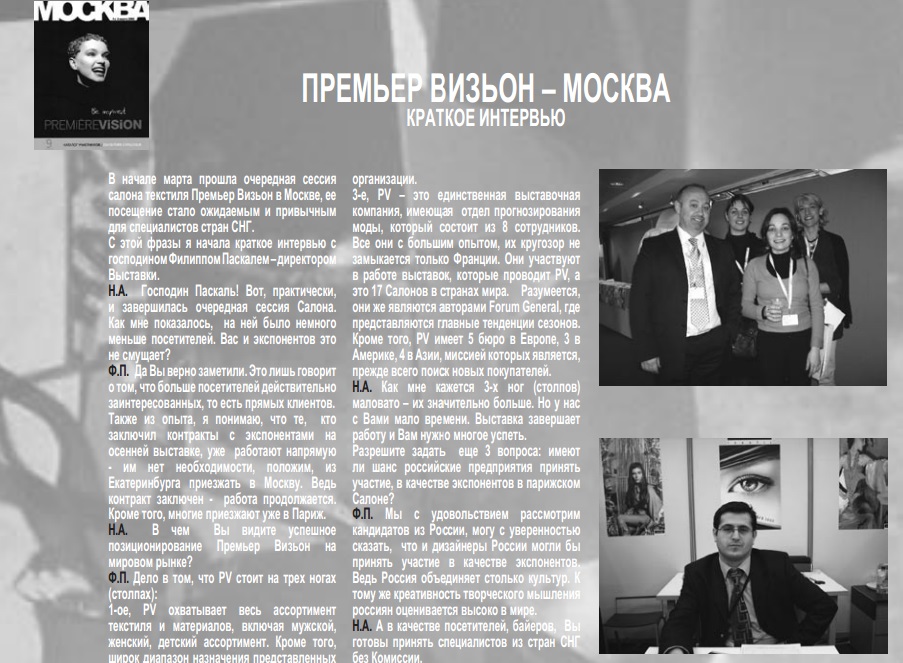 МОСКВА
Be inspired
PREMIÈREVISION
9
ПРЕМЬЕР ВИЗЬОН – МОСКВА
КРАТКОЕ ИНТЕРВЬЮ
В начале марта прошла очередная сессия
салона текстиля Премьер Визьон в Москве, ее
посещение стало ожидаемым и привычным
для специалистов стран СНГ.
С этой фразы я начала краткое интервью с
господином Филиппом Паскалем – директором
Выставки.
Н.А. Господин Паскаль! Вот, практически,
и завершилась очередная сессия Салона.
Как мне показалось, на ней было немного
меньше посетителей. Вас и экспонентов это
не смущает?
Ф.П. Да Вы верно заметили. Это лишь говорит
о том, что больше посетителей действительно
заинтересованных, то есть прямых клиентов.
Также из опыта, я понимаю, что те, кто
заключил контракты с экспонентами на
осенней выставке, уже работают напрямую
- им нет необходимости, положим, из
Екатеринбурга приезжать в Москву. Ведь
контракт заключен - работа продолжается.
Кроме того, многие приезжают уже в Париж.
Н.А. В чем Вы видите успешное
позиционирование Премьер Визьон на
мировом рынке?
Ф.П. Дело в том, что PV стоит на трех ногах
(столпах):
1-ое, PV охватывает весь ассортимент
текстиля и материалов, включая мужской,
женский, детский ассортимент. Кроме того,
широк диапазон назначения представленных
организации.
3-е, PV – это единственная выставочная
компания, имеющая отдел прогнозирования
моды, который состоит из 8 сотрудников.
Все они с большим опытом, их кругозор не
замыкается только Франции. Они участвуют
в работе выставок, которые проводит PV, а
это 17 Салонов в странах мира. Разумеется,
они же являются авторами Forum General, где
представляются главные тенденции сезонов.
Кроме того, PV имеет 5 бюро в Европе, 3 в
Америке, 4 в Азии, миссией которых является,
прежде всего поиск новых покупателей.
Н.А. Как мне кажется 3-х ног (столпов)
маловато – их значительно больше. Но у нас
с Вами мало времени. Выставка завершает
работу и Вам нужно многое успеть.
Разрешите задать еще 3 вопроса: имеют
ли шанс российские предприятия принять
участие, в качестве экспонентов в парижском
Салоне?
Ф.П. Мы с удовольствием рассмотрим
кандидатов из России, могу с уверенностью
сказать, что и дизайнеры России могли бы
принять участие в качестве экспонентов.
Ведь Россия объединяет столько культур. К
тому же креативность творческого мышления
россиян оценивается высоко в мире.
Н.А. А в качестве посетителей, байеров, Вы
готовы принять специалистов из стран СНГ
без Комиссии.